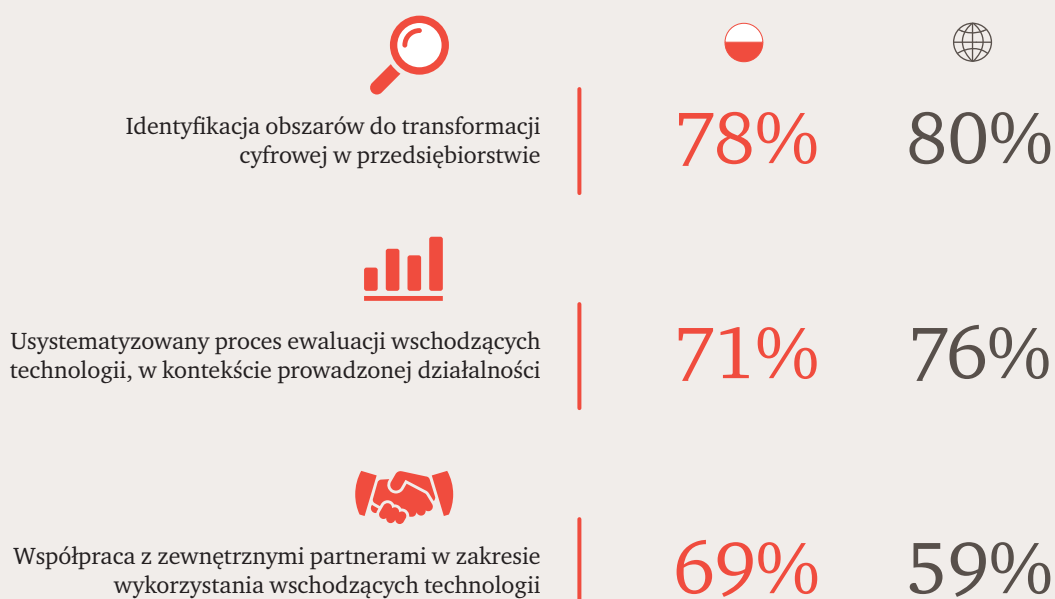 Identyfikacja obszarów do transformacji
cyfrowej w przedsiębiorstwie
78%
80%
Usystematyzowany proces ewaluacji wschodzących
technologii, w kontekście prowadzonej działalności
71%
76%
Współpraca z zewnętrznymi partnerami w zakresie
wykorzystania wschodzących technologii
69%
59%